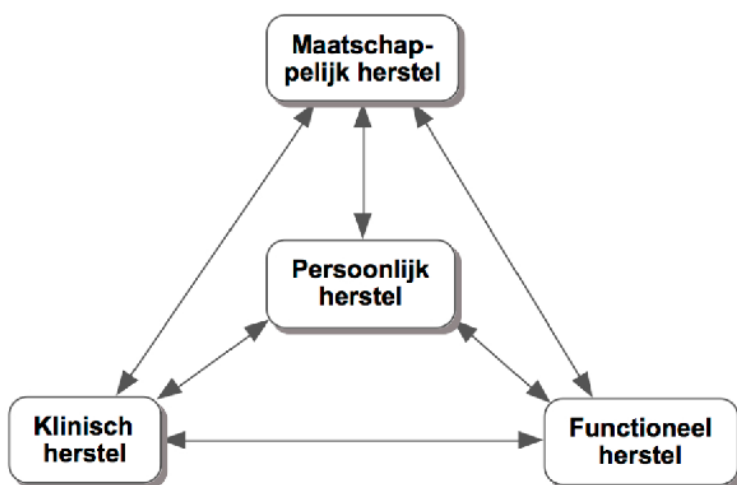 Maatschap-
pelijk herstel
Persoonlijk
herstel
Klinisch
herstel
Functioneel
herstel